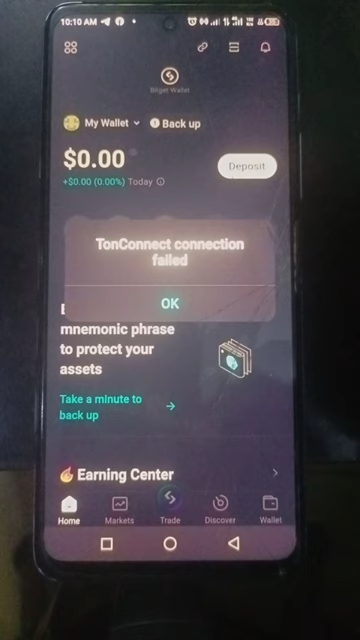 10:10 AM
Bitget Wallet
My Wallet
Back up
$0.00
Deposit
+$0.00 (0.00%) Today
TonConnect connection
failed
OK
mnemonic phrase
to protect your
assets
Take a minute to
back up
Earning Center
Home
Markets
Trade
Discover
Wallet